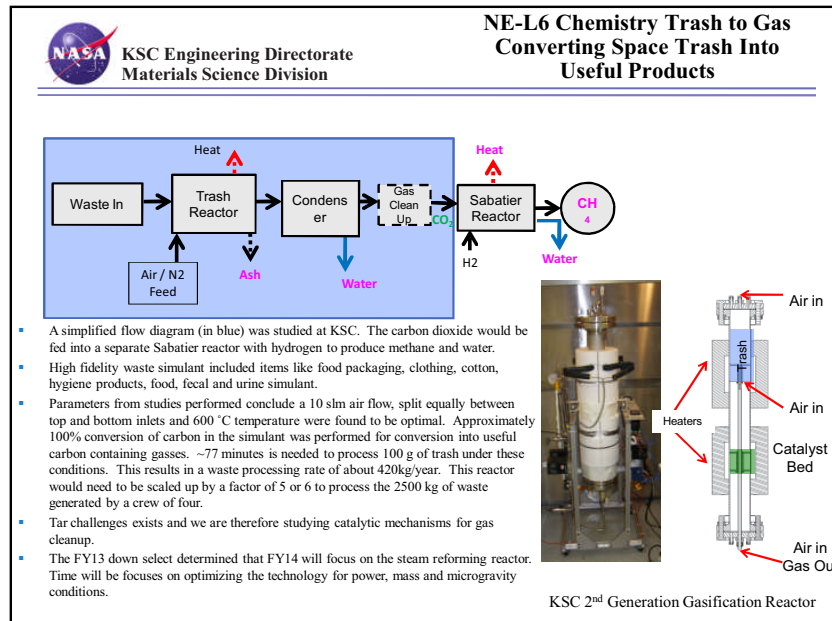 NASA
KSC Engineering Directorate
Materials Science Division
NE-L6 Chemistry Trash to Gas
Converting Space Trash Into
Useful Products
Heat
Waste In
Trash
Reactor
Condens
er
Gas
Clean
Up
CO2
Heat
Sabatier
Reactor
CH
4
H2
Water
Air / N2
Feed
Ash
Water
▪ A simplified flow diagram (in blue) was studied at KSC. The carbon dioxide would be
fed into a separate Sabatier reactor with hydrogen to produce methane and water.
▪ High fidelity waste simulant included items like food packaging, clothing, cotton,
hygiene products, food, fecal and urine simulant.
▪ Parameters from studies performed conclude a 10 slm air flow, split equally between
top and bottom inlets and 600 ˚C temperature were found to be optimal. Approximately
100% conversion of carbon in the simulant was performed for conversion into useful
carbon containing gasses. ~77 minutes is needed to process 100 g of trash under these
conditions. This results in a waste processing rate of about 420kg/year. This reactor
would need to be scaled up by a factor of 5 or 6 to process the 2500 kg of waste
generated by a crew of four.
▪ Tar challenges exists and we are therefore studying catalytic mechanisms for gas
cleanup.
▪ The FY13 down select determined that FY14 will focus on the steam reforming reactor.
Time will be focuses on optimizing the technology for power, mass and microgravity
conditions.
Air in
Trash
Air in
Heaters
Catalyst
Bed
Air in
Gas Ou
KSC 2nd Generation Gasification Reactor